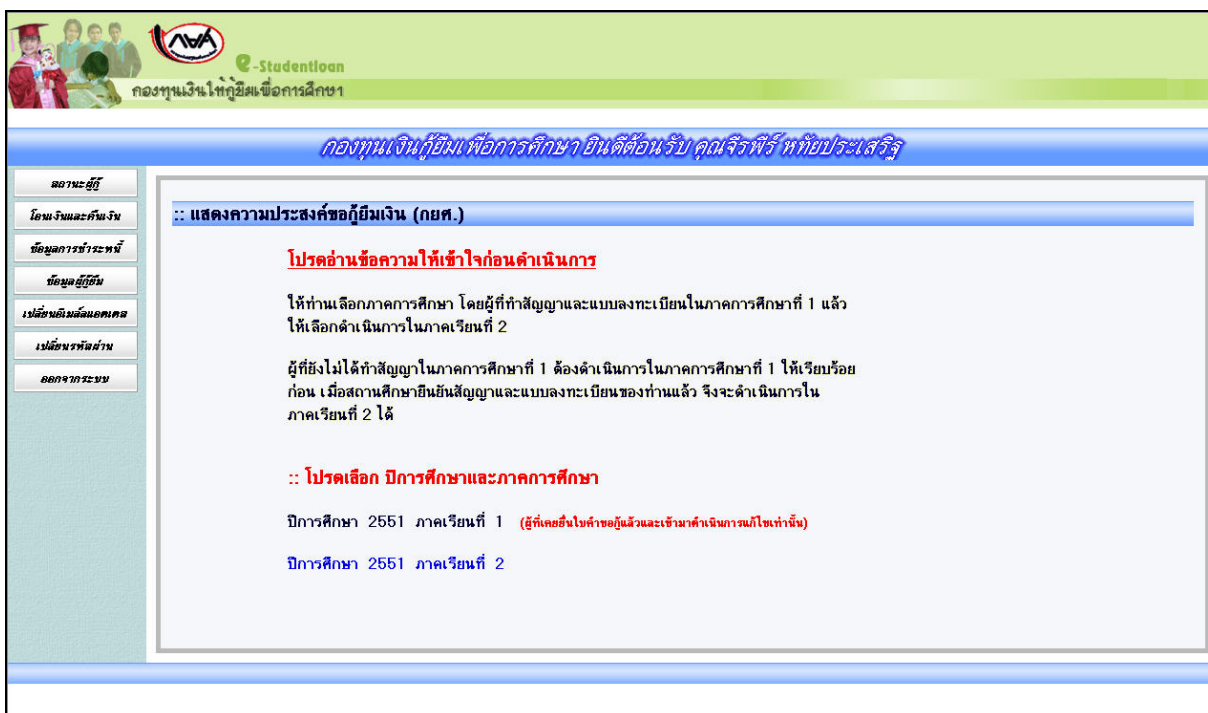 กยศ
e-Studentloan
กองทุนเงินให้กู้ยืมเพื่อการศึกษา
กองทุนเงินกู้ยืมเพื่อการศึกษา ยินดีต้อนรับ คุณจีรพีร์ หทัยประเสริฐ
สถานะผู้กู้
โอนเงินและคืนเงิน
ข้อมูลการชำระหนี้
ข้อมูลผู้กู้ยืม
เปลี่ยนอีเมล์แอดเดส
เปลี่ยนรหัสผ่าน
ออกจากระบบ
:: แสดงความประสงค์ขอกู้ยืมเงิน (กยศ.)
โปรดอ่านข้อความให้เข้าใจก่อนดำเนินการ
ให้ท่านเลือกภาคการศึกษา โดยผู้ที่ทำสัญญาและแบบลงทะเบียนในภาคการศึกษาที่ 1 แล้ว
ให้เลือกดำเนินการในภาคเรียนที่ 2
ผู้ที่ยังไม่ได้ทำสัญญาในภาคการศึกษาที่ 1 ต้องดำเนินการในภาคการศึกษาที่ 1 ให้เรียบร้อย
ก่อน เมื่อสถานศึกษายืนยันสัญญาและแบบลงทะเบียนของท่านแล้ว จึงจะดำเนินการใน
ภาคเรียนที่ 2 ได้
:: โปรดเลือก ปีการศึกษาและภาคการศึกษา
ปีการศึกษา 2551 ภาคเรียนที่ 1 (ผู้ที่เคยยื่นใบคำขอกู้แล้วและเข้ามาดำเนินการแก้ไขเท่านั้น)
ปีการศึกษา 2551 ภาคเรียนที่ 2